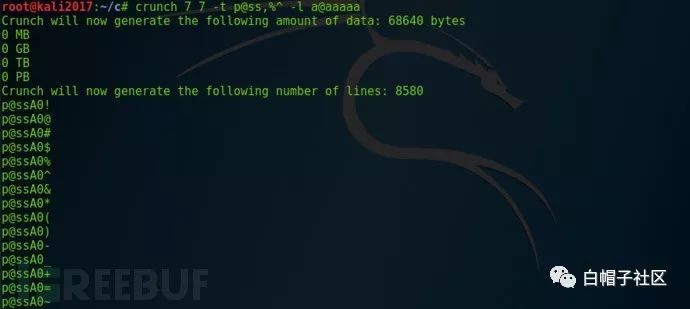 root@kali2017:~/c# crunch 7 7 -t p@ss,%^ -l a@aaaaa
Crunch will now generate the following amount of data: 68640 bytes
0 MB
0 GB
0 TB
0 PB
Crunch will now generate the following number of lines: 8580
p@ssA0!
p@ssA0@
p@ssA0#
p@ssA0$
p@ssA0%
p@ssA0^
p@ssA0&
p@ssA0*
p@ssA0(
p@ssA0)
p@ssA0-
p@ssA0_
p@ssA0+
p@ssA0=
p@ssA0~
REEBUF
白帽子社区